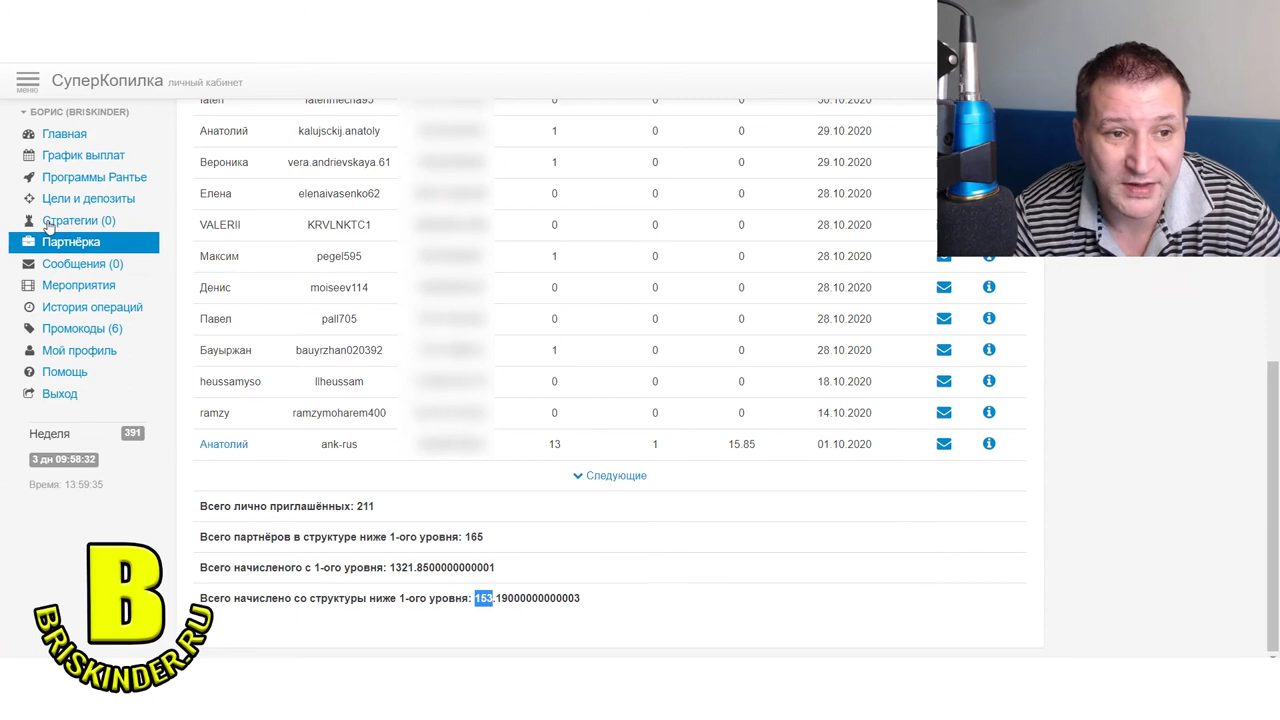 СуперКопилка личный кабинет
меню
БОРИС (BRISKINDER)
Главная
График выплат
Программы Рантье
Цели и депозиты
Стратегии (0)
Партнёрка
Сообщения (0)
Мероприятия
История операций
Промокоды (6)
Мой профиль
Помощь
Выход
Неделя 391
3 дн 09:58:32
Время: 13:59:35
Анатолий kalujsckij.anatoly 1 0 0 29.10.2020
Вероника vera.andrievskaya.61 1 0 0 29.10.2020
Елена elenaivasenko62 0 0 0 28.10.2020
VALERII KRVLNKTC1 0 0 0 28.10.2020
Максим pegel595 1 0 0 28.10.2020
Денис moiseev114 0 0 0 28.10.2020
Павел pall705 0 0 0 28.10.2020
Бауыржан bauyrzhan020392 1 0 0 28.10.2020
heussamyso llheussam 0 0 0 18.10.2020
ramzy ramzymoharem400 0 0 0 14.10.2020
Анатолий ank-rus 13 1 15.85 01.10.2020
Следующие
Всего лично приглашённых: 211
Всего партнёров в структуре ниже 1-ого уровня: 165
Всего начисленого с 1-ого уровня: 1321.8500000000001
Всего начислено со структуры ниже 1-ого уровня: 153.19000000000003
B
BRISKINDER.RU